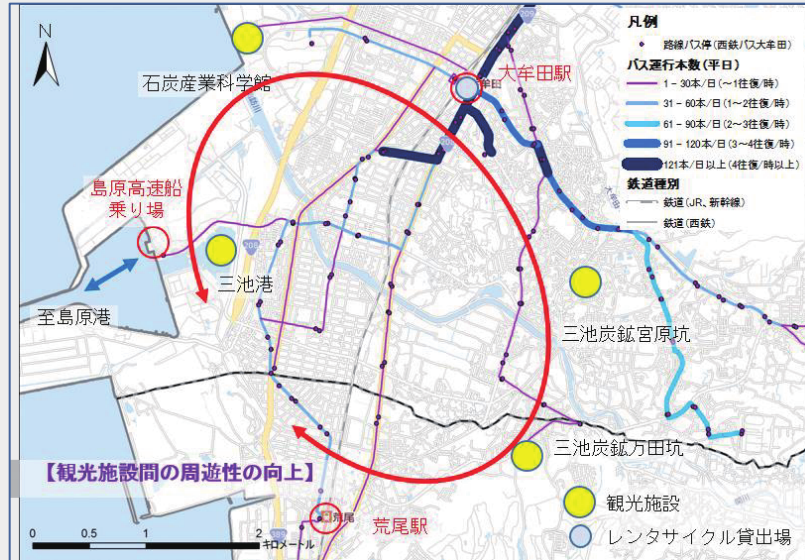 N
石炭産業科学館
大牟田駅
牟田
島原高速船
乗り場
208
三池港
至島原港
三池炭鉱宮原坑
三池炭鉱万田坑
【観光施設間の周遊性の向上】
荒尾
荒尾駅
0 0.5 1 2
キロメートル
凡例
路線バス停(西鉄バス大牟田)
バス運行本数(平日)
1-30本/日(~1往復/時)
31-60本/日(1~2往復/時)
61-90本/日(2~3往復/時)
91-120本/日(3~4往復/時)
121本/日以上(4往復/時以上)
鉄道種別
鉄道(JR、新幹線)
鉄道(西鉄)
観光施設
レンタサイクル貸出場